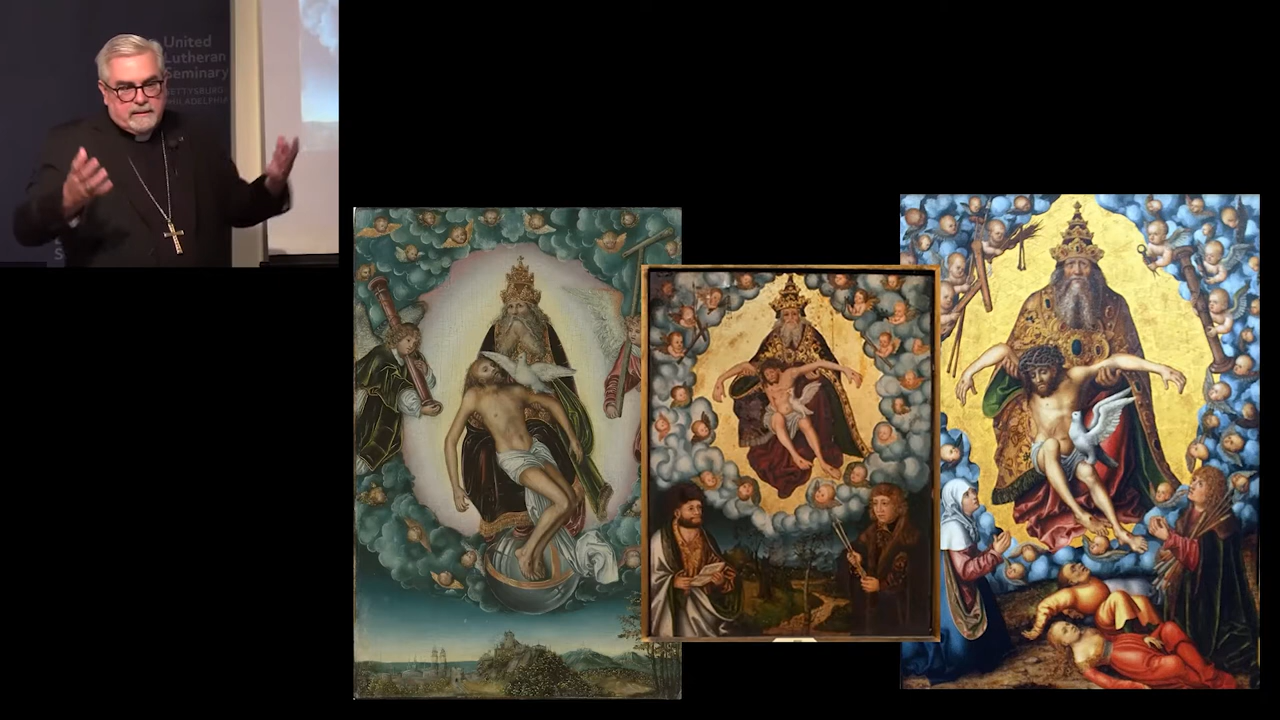 United
Lutheran
Seminary
GETTYSBURG
PHILADELPHIA